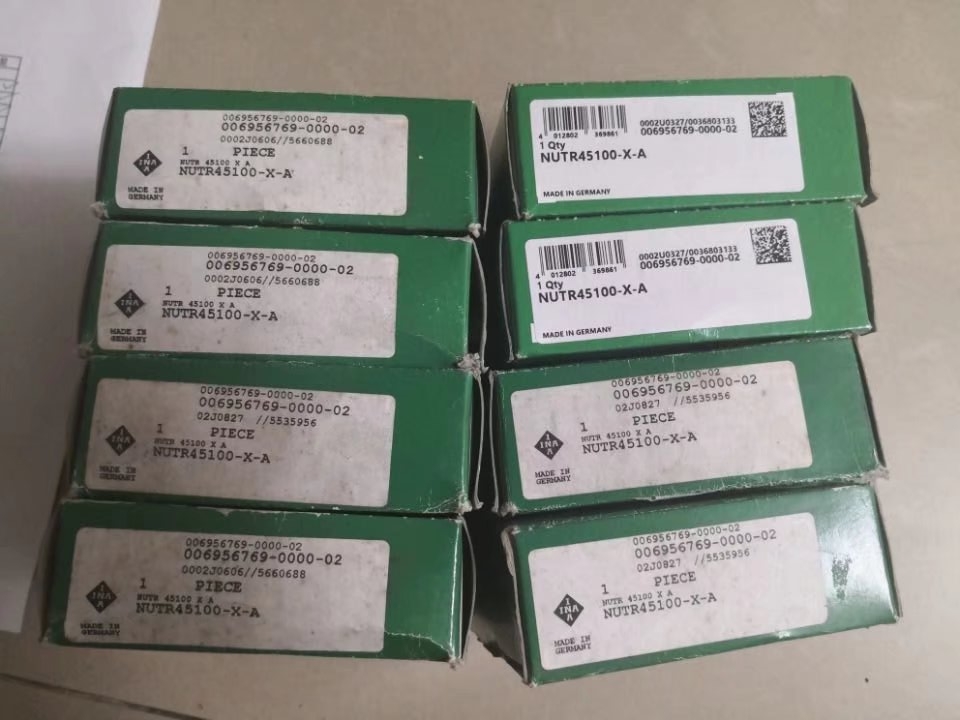 006956769-0000-02
006956769-0000-02
0002J0606//5660688
1 PIECE
NUTR 45100 X A
NUTR45100-X-A
INA
MADE IN
GERMANY
4 012802 369861
0002U0327/0036803133
006956769-0000-02
1 Qty
NUTR45100-X-A
MADE IN GERMANY
006956769-0000-02
006956769-0000-02
0002J0606//5660688
1 PIECE
NUTR 45100 X A
NUTR45100-X-A
INA
MADE IN
GERMANY
4 012802 369861
0002U0327/0036803133
006956769-0000-02
1 Qty
NUTR45100-X-A
MADE IN GERMANY
006956769-0000-02
006956769-0000-02
02J0827 //5535956
1 PIECE
NUTR 45100 X A
NUTR45100-X-A
INA
MADE IN
GERMANY
006956769-0000-02
006956769-0000-02
02J0827 //5535956
1 PIECE
NUTR 45100 X A
NUTR45100-X-A
INA
MADE IN
GERMANY
006956769-0000-02
006956769-0000-02
0002J0606//5660688
1 PIECE
NUTR 45100 X A
NUTR45100-X-A
INA
MADE IN
GERMANY
006956769-0000-02
006956769-0000-02
02J0827 //5535956
1 PIECE
NUTR 45100 X A
NUTR45100-X-A
INA
MADE IN
GERMANY